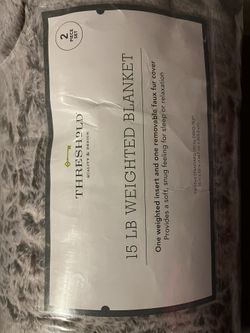 2
PIECE
SET
THRESHOLD
QUALITY & DESIGN
15 LB WEIGHTED BLANKET
One weighted insert and one removable faux fur cover
Provides a soft, snug feeling for sleep or relaxation